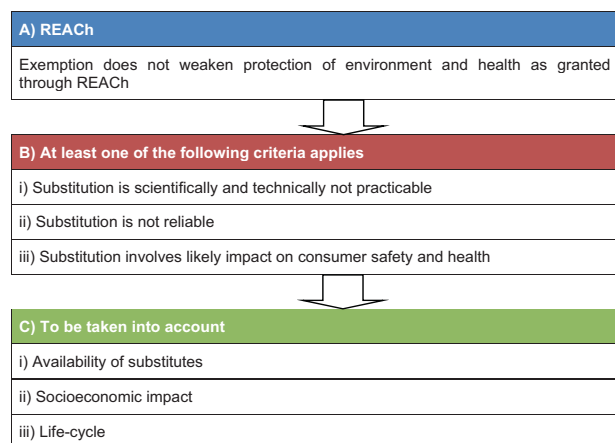 A) REACh
Exemption does not weaken protection of environment and health as granted
through REACh
B) At least one of the following criteria applies
i) Substitution is scientifically and technically not practicable
ii) Substitution is not reliable
iii) Substitution involves likely impact on consumer safety and health
C) To be taken into account
i) Availability of substitutes
ii) Socioeconomic impact
iii) Life-cycle